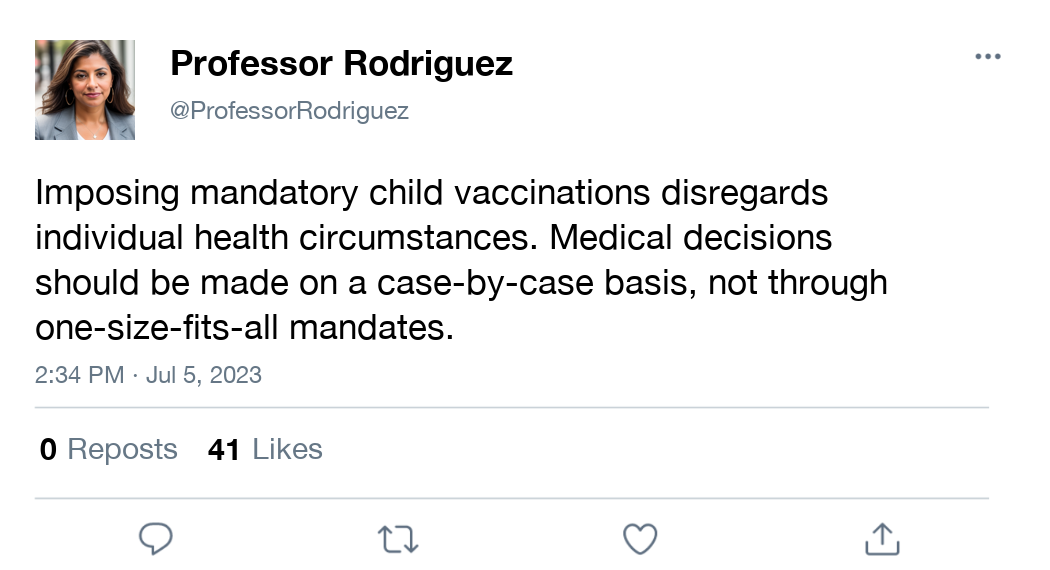 Professor Rodriguez
@ProfessorRodriguez
Imposing mandatory child vaccinations disregards
individual health circumstances. Medical decisions
should be made on a case-by-case basis, not through
one-size-fits-all mandates.
2:34 PM · Jul 5, 2023
0 Reposts 41 Likes